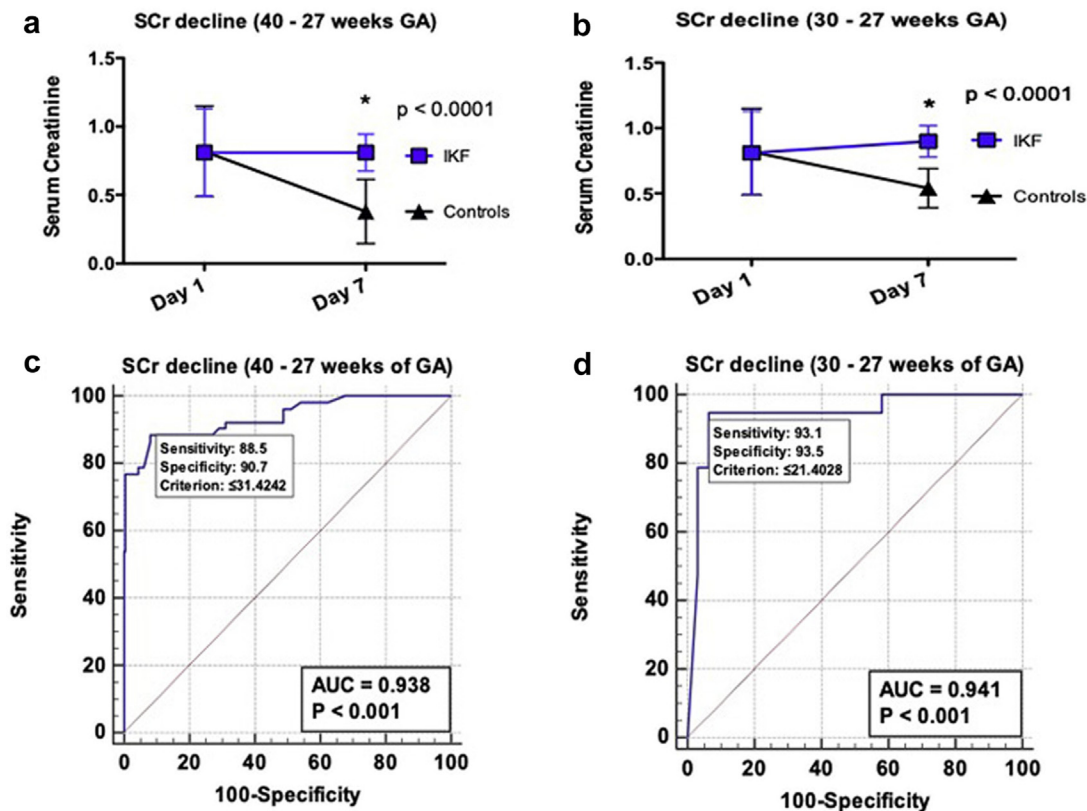 a
SCr decline (40 - 27 weeks GA)
Serum Creatinine
1.5
1.0
0.5
0.0
*
p < 0.0001
IKF
Controls
Day 1
Day 7
b
SCr decline (30 - 27 weeks GA)
Serum Creatinine
1.5
1.0
0.5
0.0
*
p < 0.0001
IKF
Controls
Day 1
Day 7
c
SCr decline (40 - 27 weeks of GA)
Sensitivity
100
80
60
40
20
0
Sensitivity: 88.5
Specificity: 90.7
Criterion: ≤31.4242
AUC = 0.938
P < 0.001
0 20 40 60 80 100
100-Specificity
d
SCr decline (30 - 27 weeks of GA)
Sensitivity
100
80
60
40
20
0
Sensitivity: 93.1
Specificity: 93.5
Criterion: ≤21.4028
AUC = 0.941
P < 0.001
0 20 40 60 80 100
100-Specificity